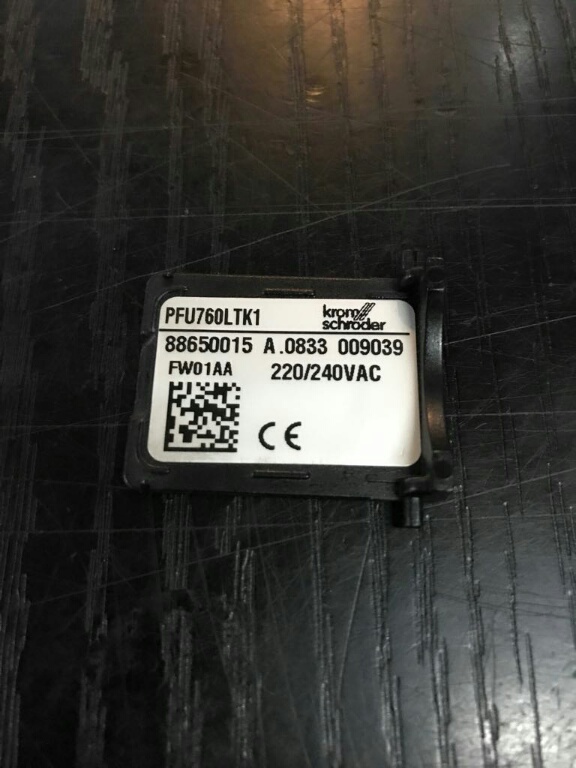 PFU760LTK1
krom
schroder
88650015 A.0833 009039
FW01AA
220/240VAC
CE